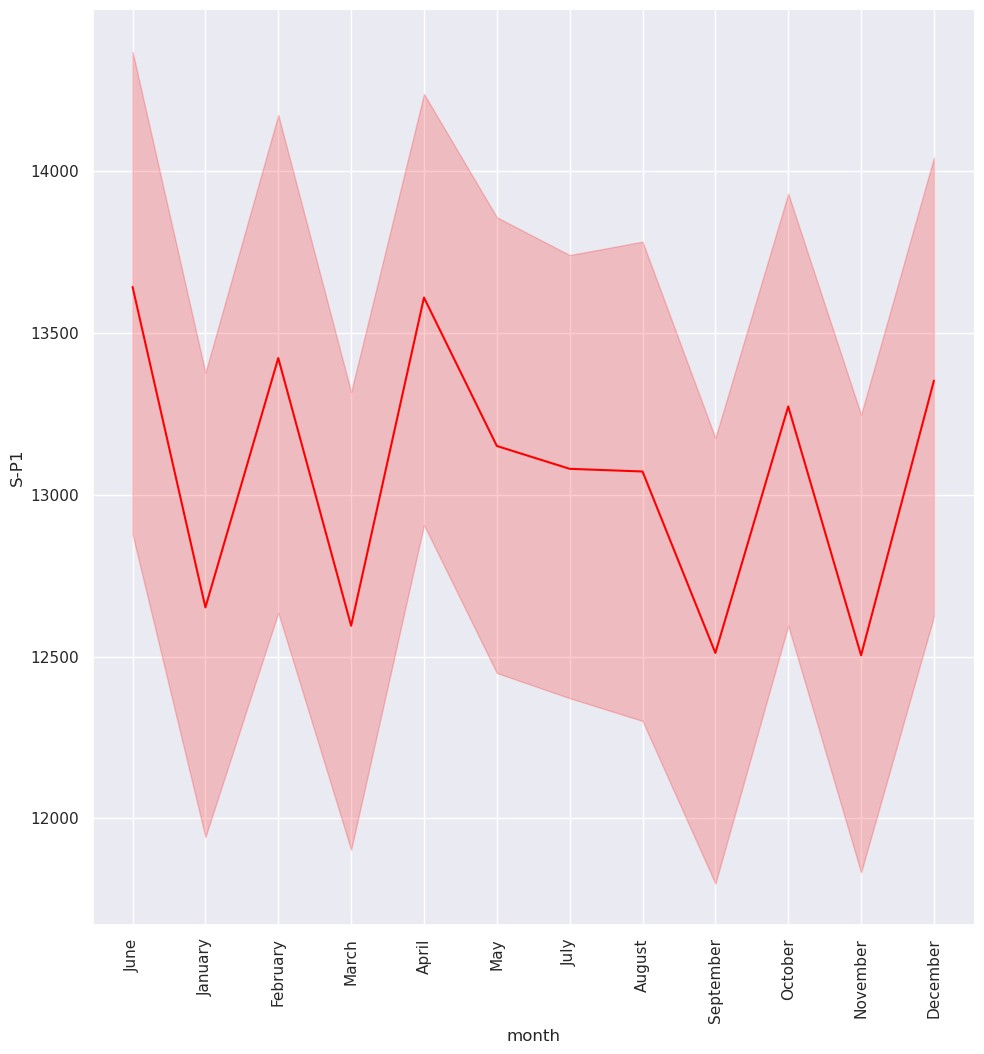 S-P1
14000
13500
13000
12500
12000
June
January
February
March
April
May
July
August
September
October
November
December
month